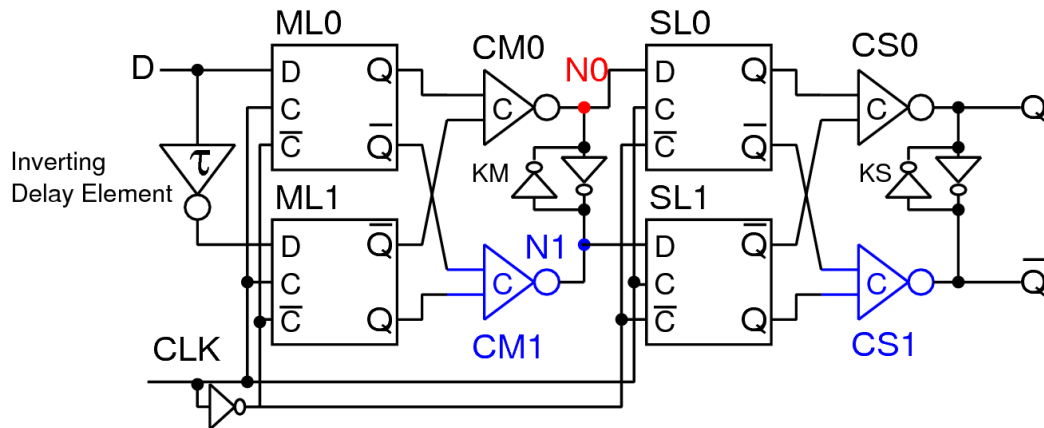 ML0
SL0
CM0
CS0
D
D
Q
C
Q
C
C
N0
D
Q
C
Q
C
C
Q
τ
Inverting
Delay Element
KM
KS
ML1
SL1
D
Q
C
C
Q
N1
C
D
Q
C
C
Q
C
Q
CM1
CS1
CLK